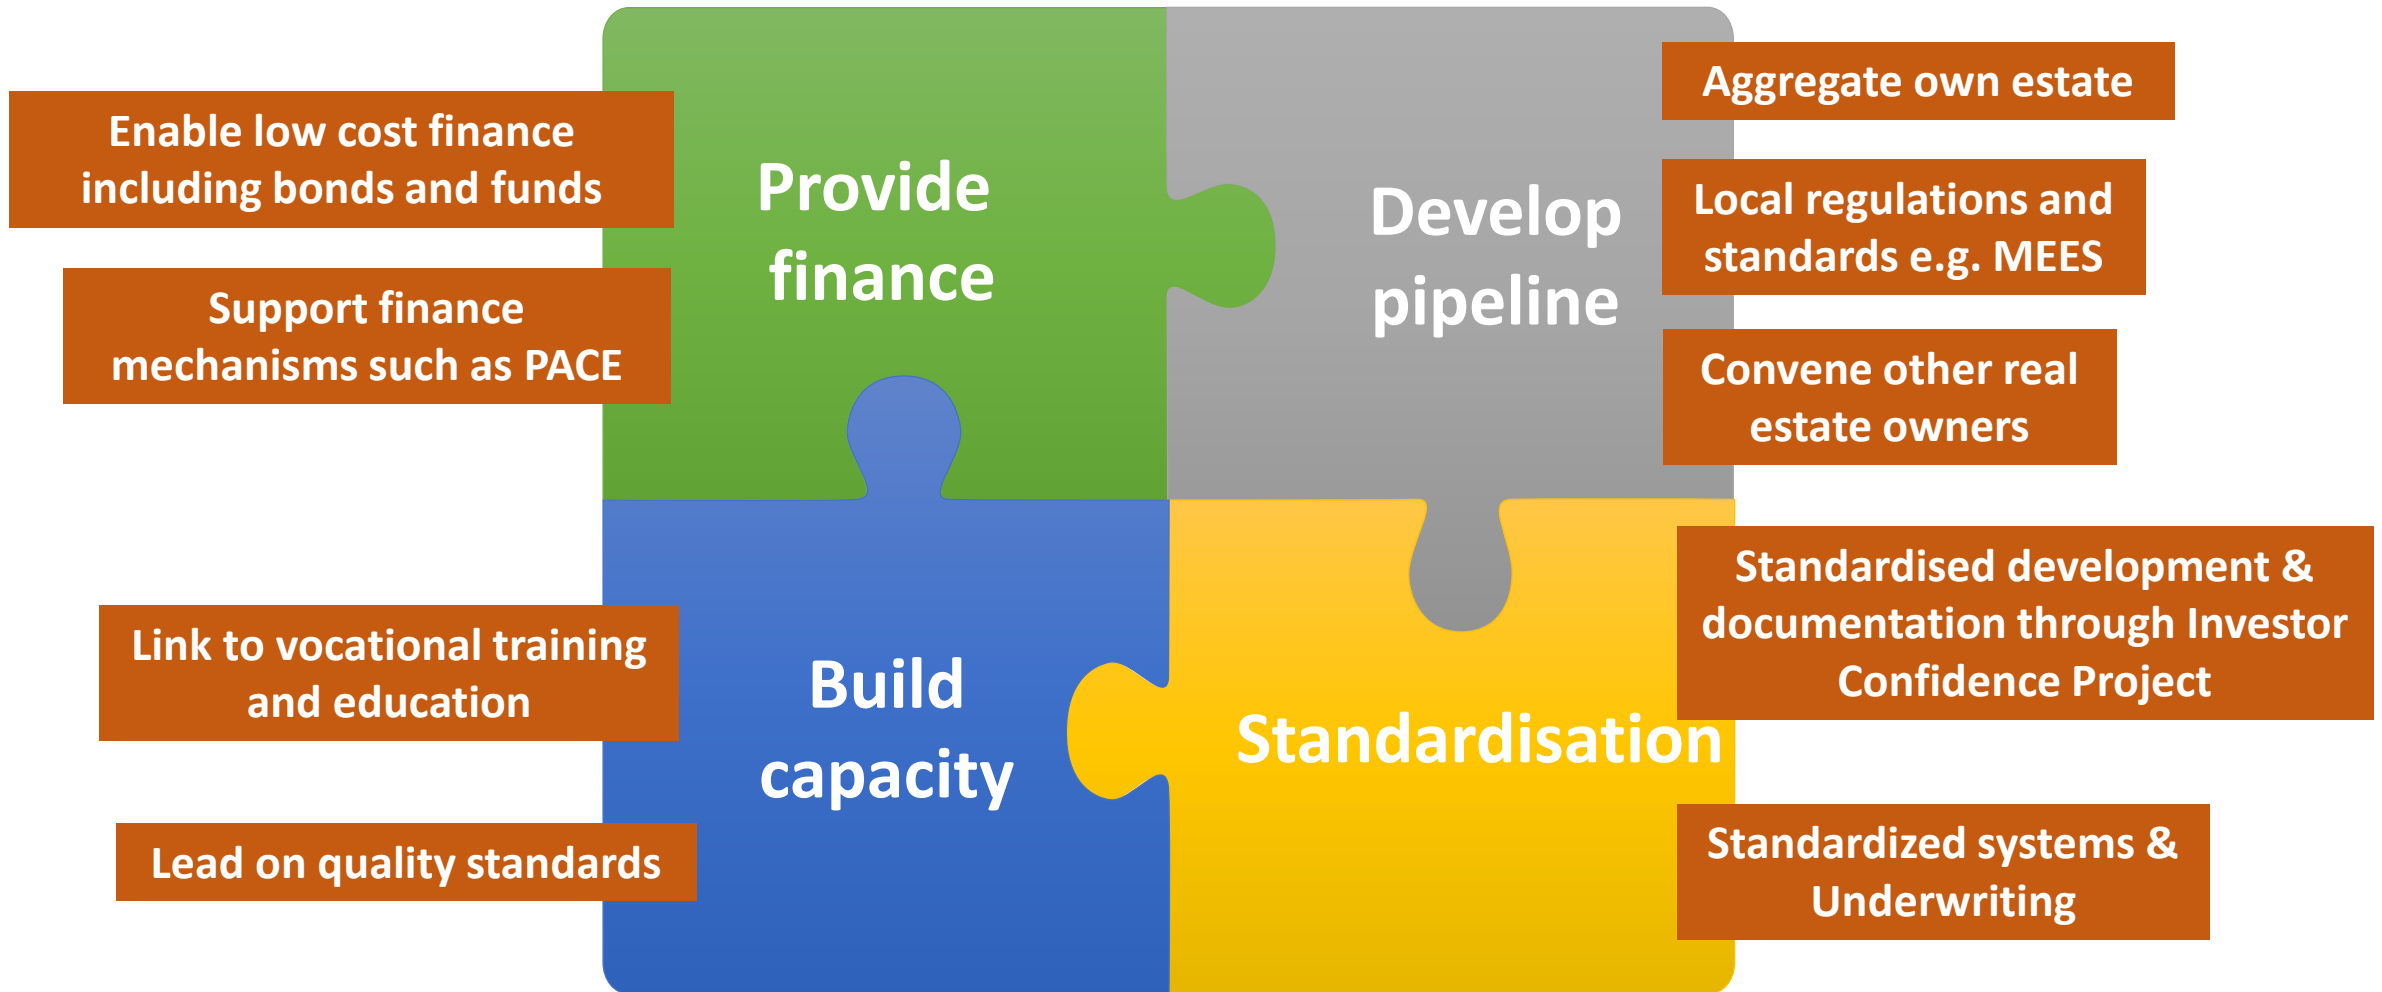 Provide
finance
Enable low cost finance
including bonds and funds
Support finance
mechanisms such as PACE
Develop
pipeline
Aggregate own estate
Local regulations and
standards e.g. MEES
Convene other real
estate owners
Build
capacity
Link to vocational training
and education
Lead on quality standards
Standardisation
Standardised development &
documentation through Investor
Confidence Project
Standardized systems &
Underwriting